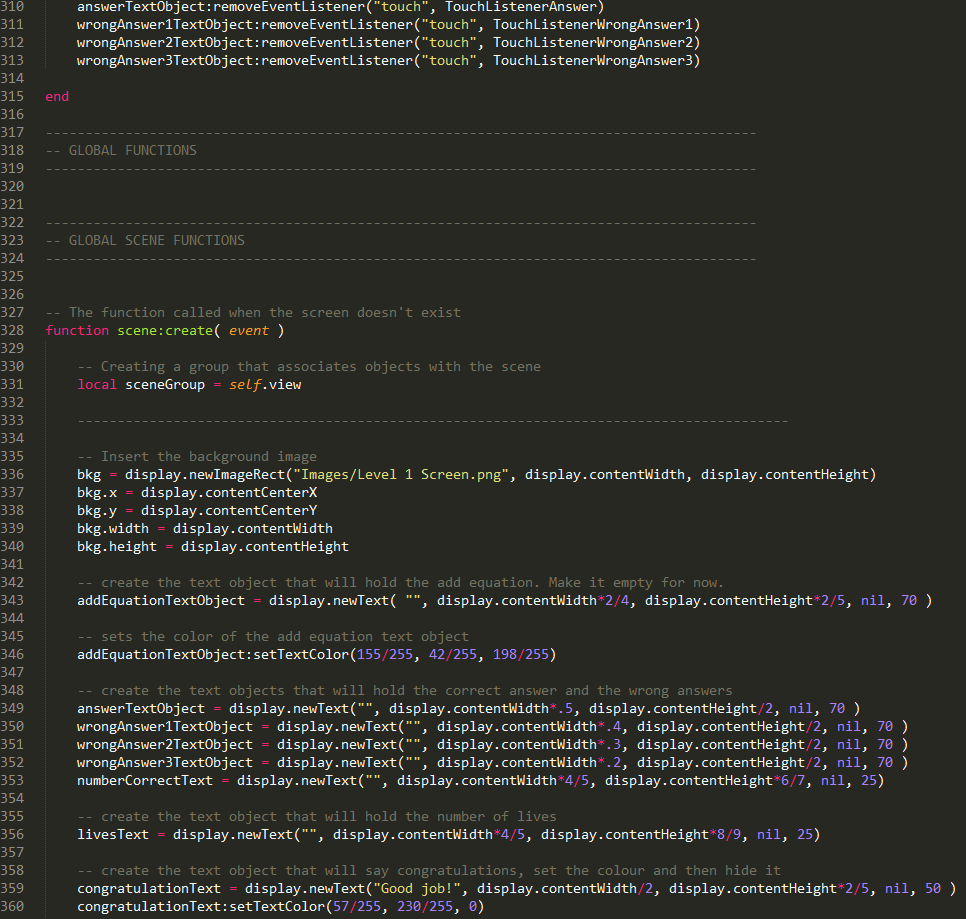 310 answerTextObject:removeEventListener("touch", TouchListenerAnswer)
311 wrongAnswer1TextObject:removeEventListener("touch", TouchListenerWrongAnswer1)
312 wrongAnswer2TextObject:removeEventListener("touch", TouchListenerWrongAnswer2)
313 wrongAnswer3TextObject:removeEventListener("touch", TouchListenerWrongAnswer3)
314
315 end
316
317 -----------------------------------------------------------------------------------------
318 -- GLOBAL FUNCTIONS
319 -----------------------------------------------------------------------------------------
320
321
322 -----------------------------------------------------------------------------------------
323 -- GLOBAL SCENE FUNCTIONS
324 -----------------------------------------------------------------------------------------
325
326
327 -- The function called when the screen doesn't exist
328 function scene:create( event )
329
330 -- Creating a group that associates objects with the scene
331 local sceneGroup = self.view
332
333 -----------------------------------------------------------------------------------------
334
335 -- Insert the background image
336 bkg = display.newImageRect("Images/Level 1 Screen.png", display.contentWidth, display.contentHeight)
337 bkg.x = display.contentCenterX
338 bkg.y = display.contentCenterY
339 bkg.width = display.contentWidth
340 bkg.height = display.contentHeight
341
342 -- create the text object that will hold the add equation. Make it empty for now.
343 addEquationTextObject = display.newText( "", display.contentWidth*2/4, display.contentHeight*2/5, nil, 70 )
344
345 -- sets the color of the add equation text object
346 addEquationTextObject:setTextColor(155/255, 42/255, 198/255)
347
348 -- create the text objects that will hold the correct answer and the wrong answers
349 answerTextObject = display.newText("", display.contentWidth*.5, display.contentHeight/2, nil, 70 )
350 wrongAnswer1TextObject = display.newText("", display.contentWidth*.4, display.contentHeight/2, nil, 70 )
351 wrongAnswer2TextObject = display.newText("", display.contentWidth*.3, display.contentHeight/2, nil, 70 )
352 wrongAnswer3TextObject = display.newText("", display.contentWidth*.2, display.contentHeight/2, nil, 70 )
353 numberCorrectText = display.newText("", display.contentWidth*4/5, display.contentHeight*6/7, nil, 25)
354
355 -- create the text object that will hold the number of lives
356 livesText = display.newText("", display.contentWidth*4/5, display.contentHeight*8/9, nil, 25)
357
358 -- create the text object that will say congratulations, set the colour and then hide it
359 congratulationText = display.newText("Good job!", display.contentWidth/2, display.contentHeight*2/5, nil, 50 )
360 congratulationText:setTextColor(57/255, 230/255, 0)